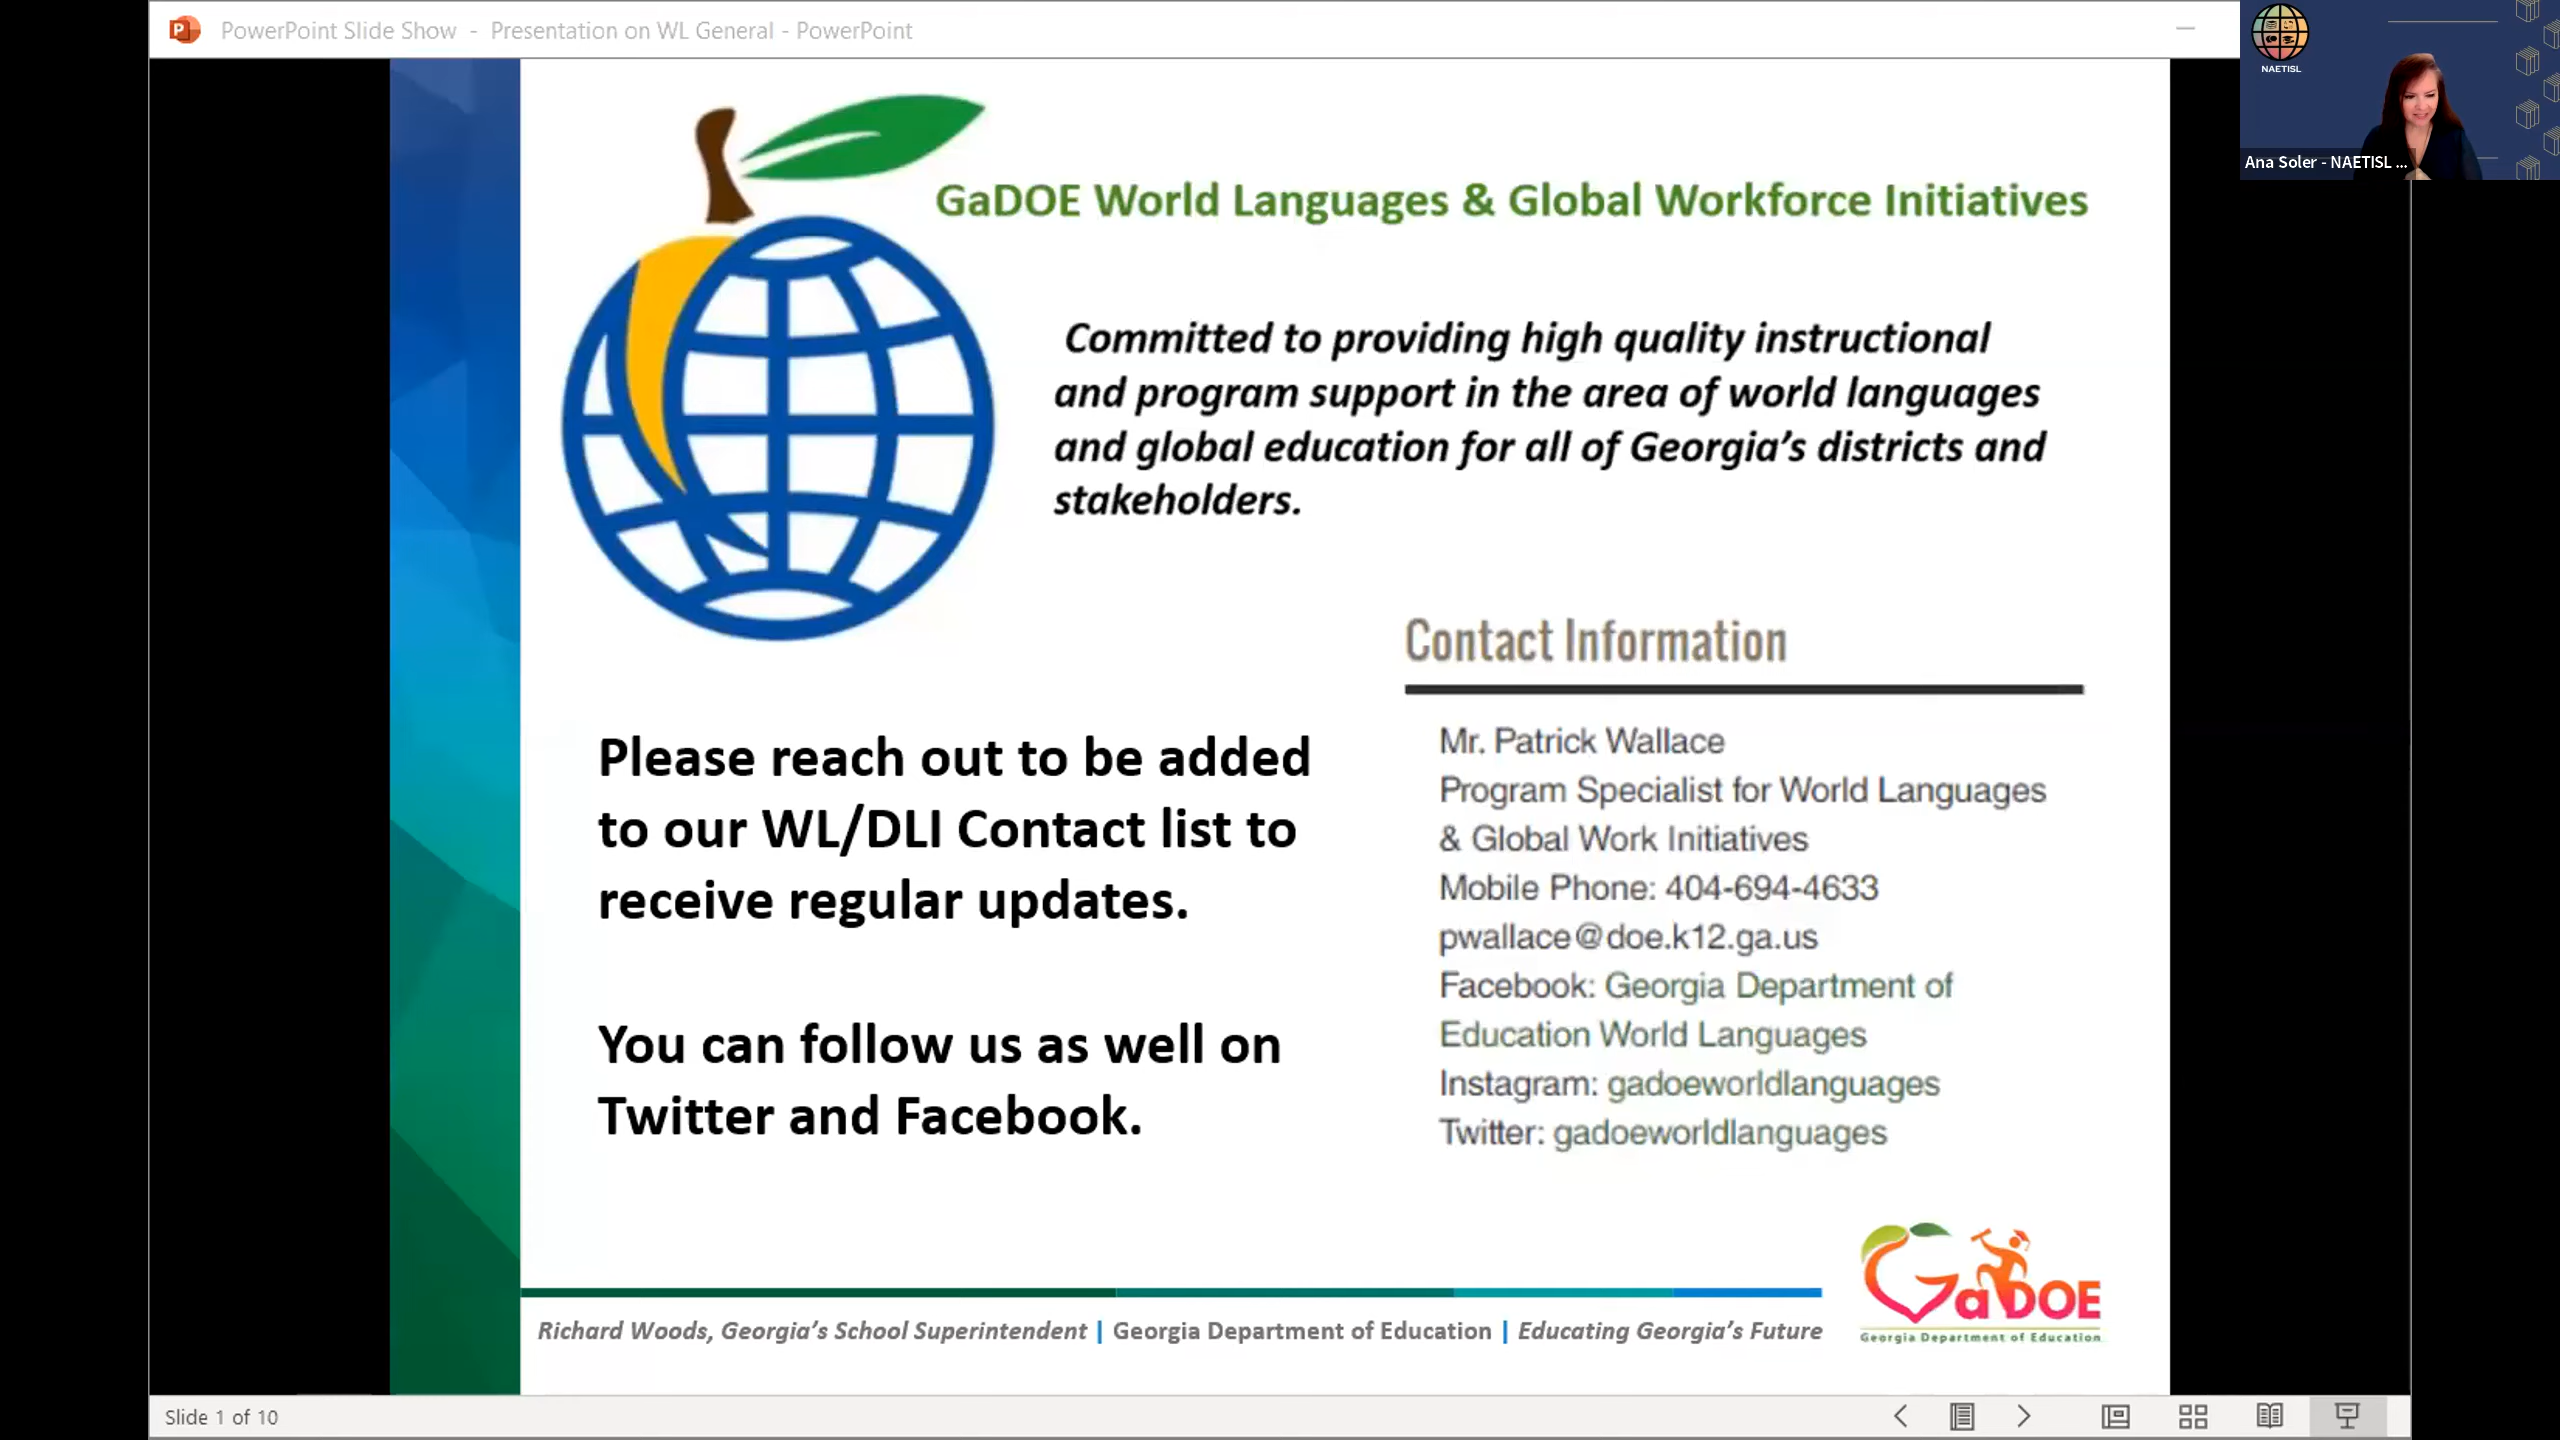 PowerPoint Slide Show - Presentation on WL General - PowerPoint
NAETISL
Ana Soler - NAETISL ...
GaDOE World Languages & Global Workforce Initiatives
Committed to providing high quality instructional
and program support in the area of world languages
and global education for all of Georgia’s districts and
stakeholders.
Contact Information
Please reach out to be added
to our WL/DLI Contact list to
receive regular updates.
You can follow us as well on
Twitter and Facebook.
Mr. Patrick Wallace
Program Specialist for World Languages
& Global Work Initiatives
Mobile Phone: 404-694-4633
pwallace@doe.k12.ga.us
Facebook: Georgia Department of
Education World Languages
Instagram: gadoeworldlanguages
Twitter: gadoeworldlanguages
Richard Woods, Georgia’s School Superintendent | Georgia Department of Education | Educating Georgia’s Future
GaDOE
Georgia Department of Education
Slide 1 of 10